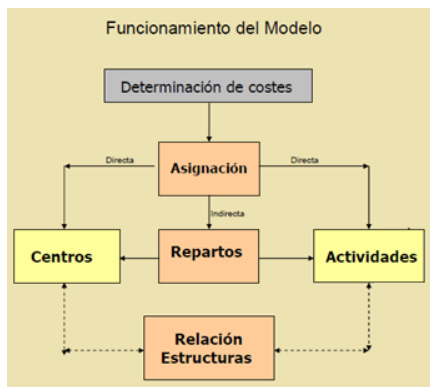 Funcionamiento del Modelo
Determinación de costes
Directa
Directa
Asignación
Indirecta
Centros
Repartos
Actividades
Relación
Estructuras